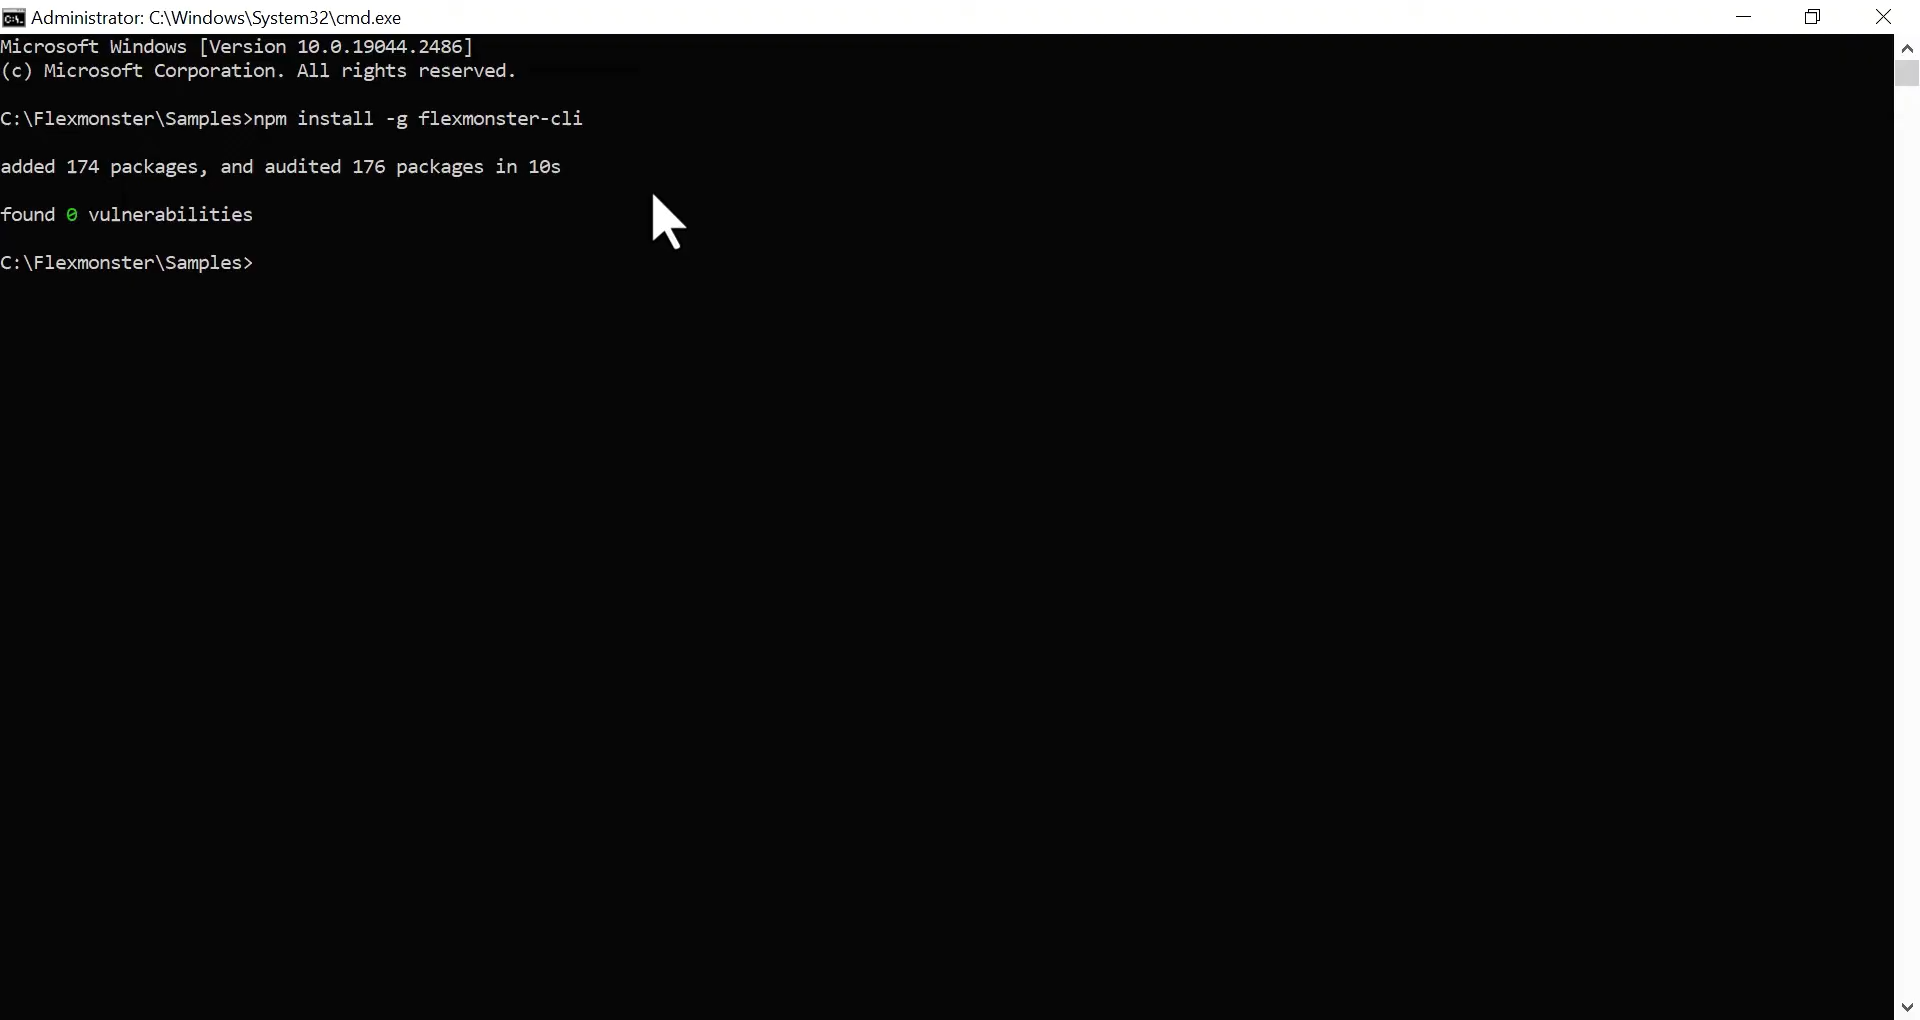 Administrator: C:\Windows\System32\cmd.exe
Microsoft Windows [Version 10.0.19044.2486]
(c) Microsoft Corporation. All rights reserved.
C:\Flexmonster\Samples>npm install -g flexmonster-cli
added 174 packages, and audited 176 packages in 10s
found 0 vulnerabilities
C:\Flexmonster\Samples>